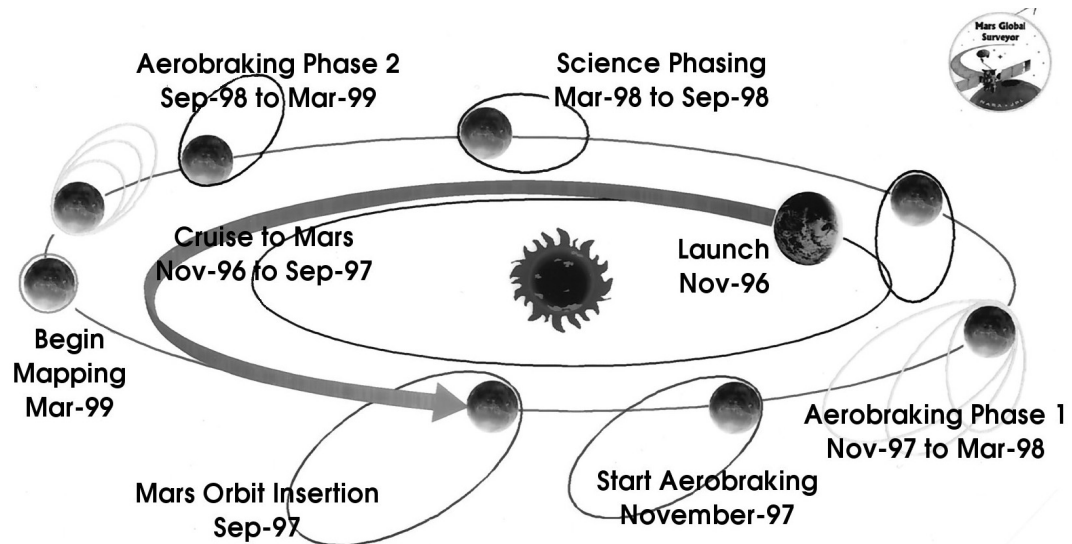 Mars Global
Surveyor
NASA • JPL
Aerobraking Phase 2
Sep-98 to Mar-99
Science Phasing
Mar-98 to Sep-98
Cruise to Mars
Nov-96 to Sep-97
Launch
Nov-96
Begin
Mapping
Mar-99
Aerobraking Phase 1
Nov-97 to Mar-98
Mars Orbit Insertion
Sep-97
Start Aerobraking
November-97